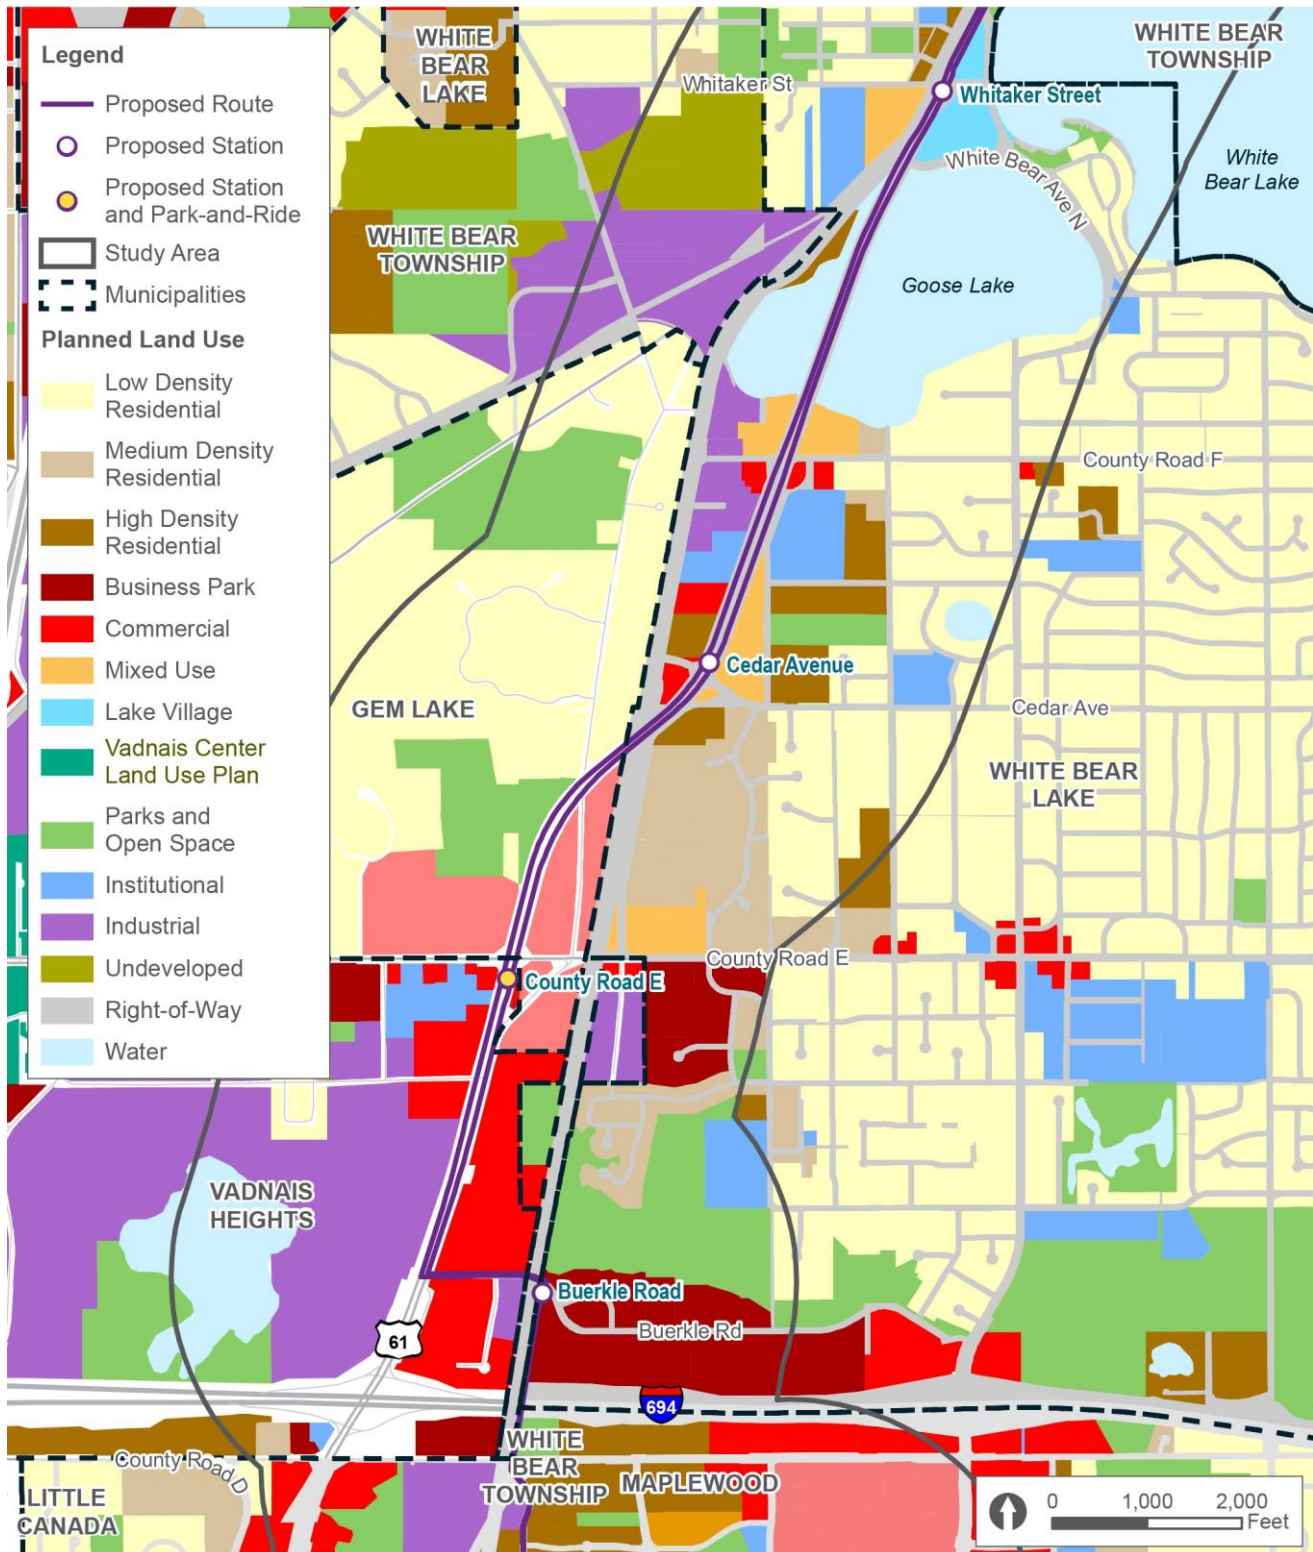 Legend
Proposed Route
Proposed Station
Proposed Station
and Park-and-Ride
Study Area
Municipalities
Planned Land Use
Low Density
Residential
Medium Density
Residential
High Density
Residential
Business Park
Commercial
Mixed Use
Lake Village
Vadnais Center
Land Use Plan
Parks and
Open Space
Institutional
Industrial
Undeveloped
Right-of-Way
Water
WHITE
BEAR
LAKE
WHITE BEAR
TOWNSHIP
Whitaker St
Whitaker Street
White Bear Ave N
White
Bear Lake
WHITE BEAR
TOWNSHIP
Goose Lake
County Road F
Cedar Avenue
GEM LAKE
Cedar Ave
WHITE BEAR
LAKE
County Road E
County Road E
VADNAIS
HEIGHTS
Buerkle Road
Buerkle Rd
61
694
County Road D
WHITE
BEAR
TOWNSHIP
MAPLEWOOD
LITTLE
CANADA
0 1,000 2,000
Feet